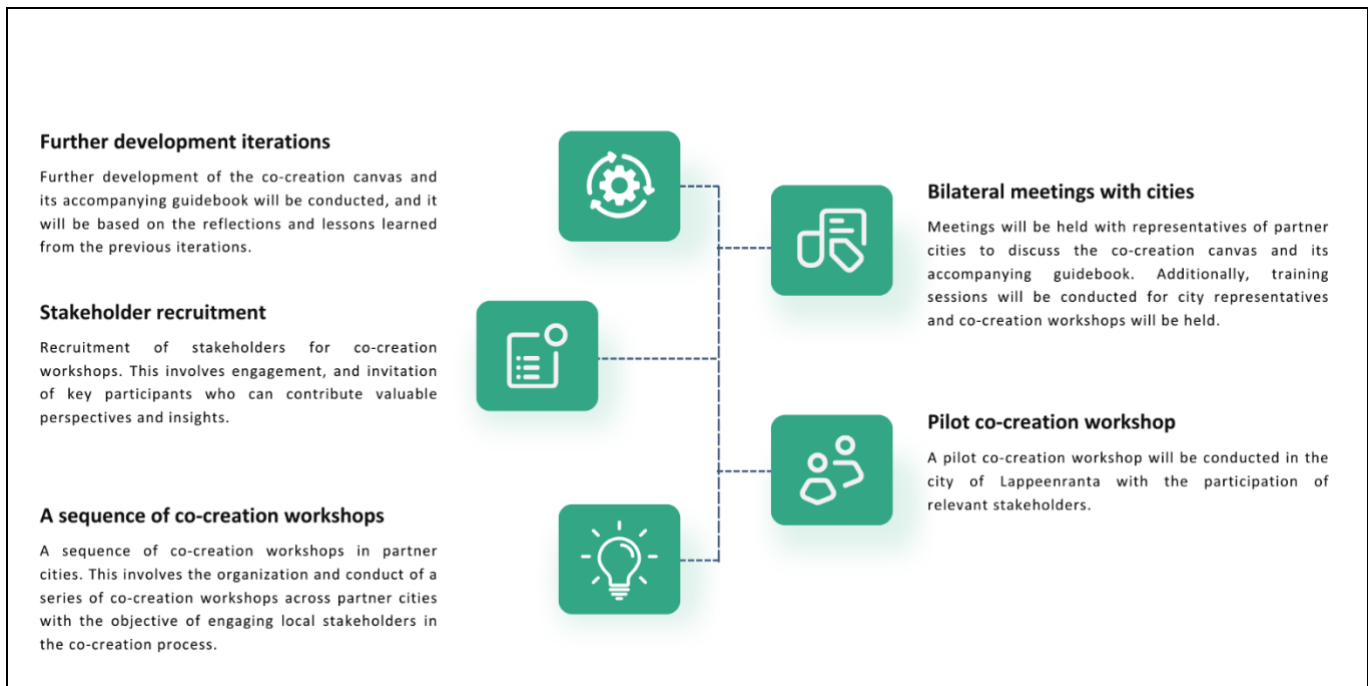 Further development iterations
Further development of the co-creation canvas and
its accompanying guidebook will be conducted, and it
will be based on the reflections and lessons learned
from the previous iterations.
Bilateral meetings with cities
Meetings will be held with representatives of partner
cities to discuss the co-creation canvas and its
accompanying guidebook. Additionally, training
sessions will be conducted for city representatives
and co-creation workshops will be held.
Stakeholder recruitment
Recruitment of stakeholders for co-creation
workshops. This involves engagement, and invitation
of key participants who can contribute valuable
perspectives and insights.
Pilot co-creation workshop
A pilot co-creation workshop will be conducted in the
city of Lappeenranta with the participation of
relevant stakeholders.
A sequence of co-creation workshops
A sequence of co-creation workshops in partner
cities. This involves the organization and conduct of a
series of co-creation workshops across partner cities
with the objective of engaging local stakeholders in
the co-creation process.